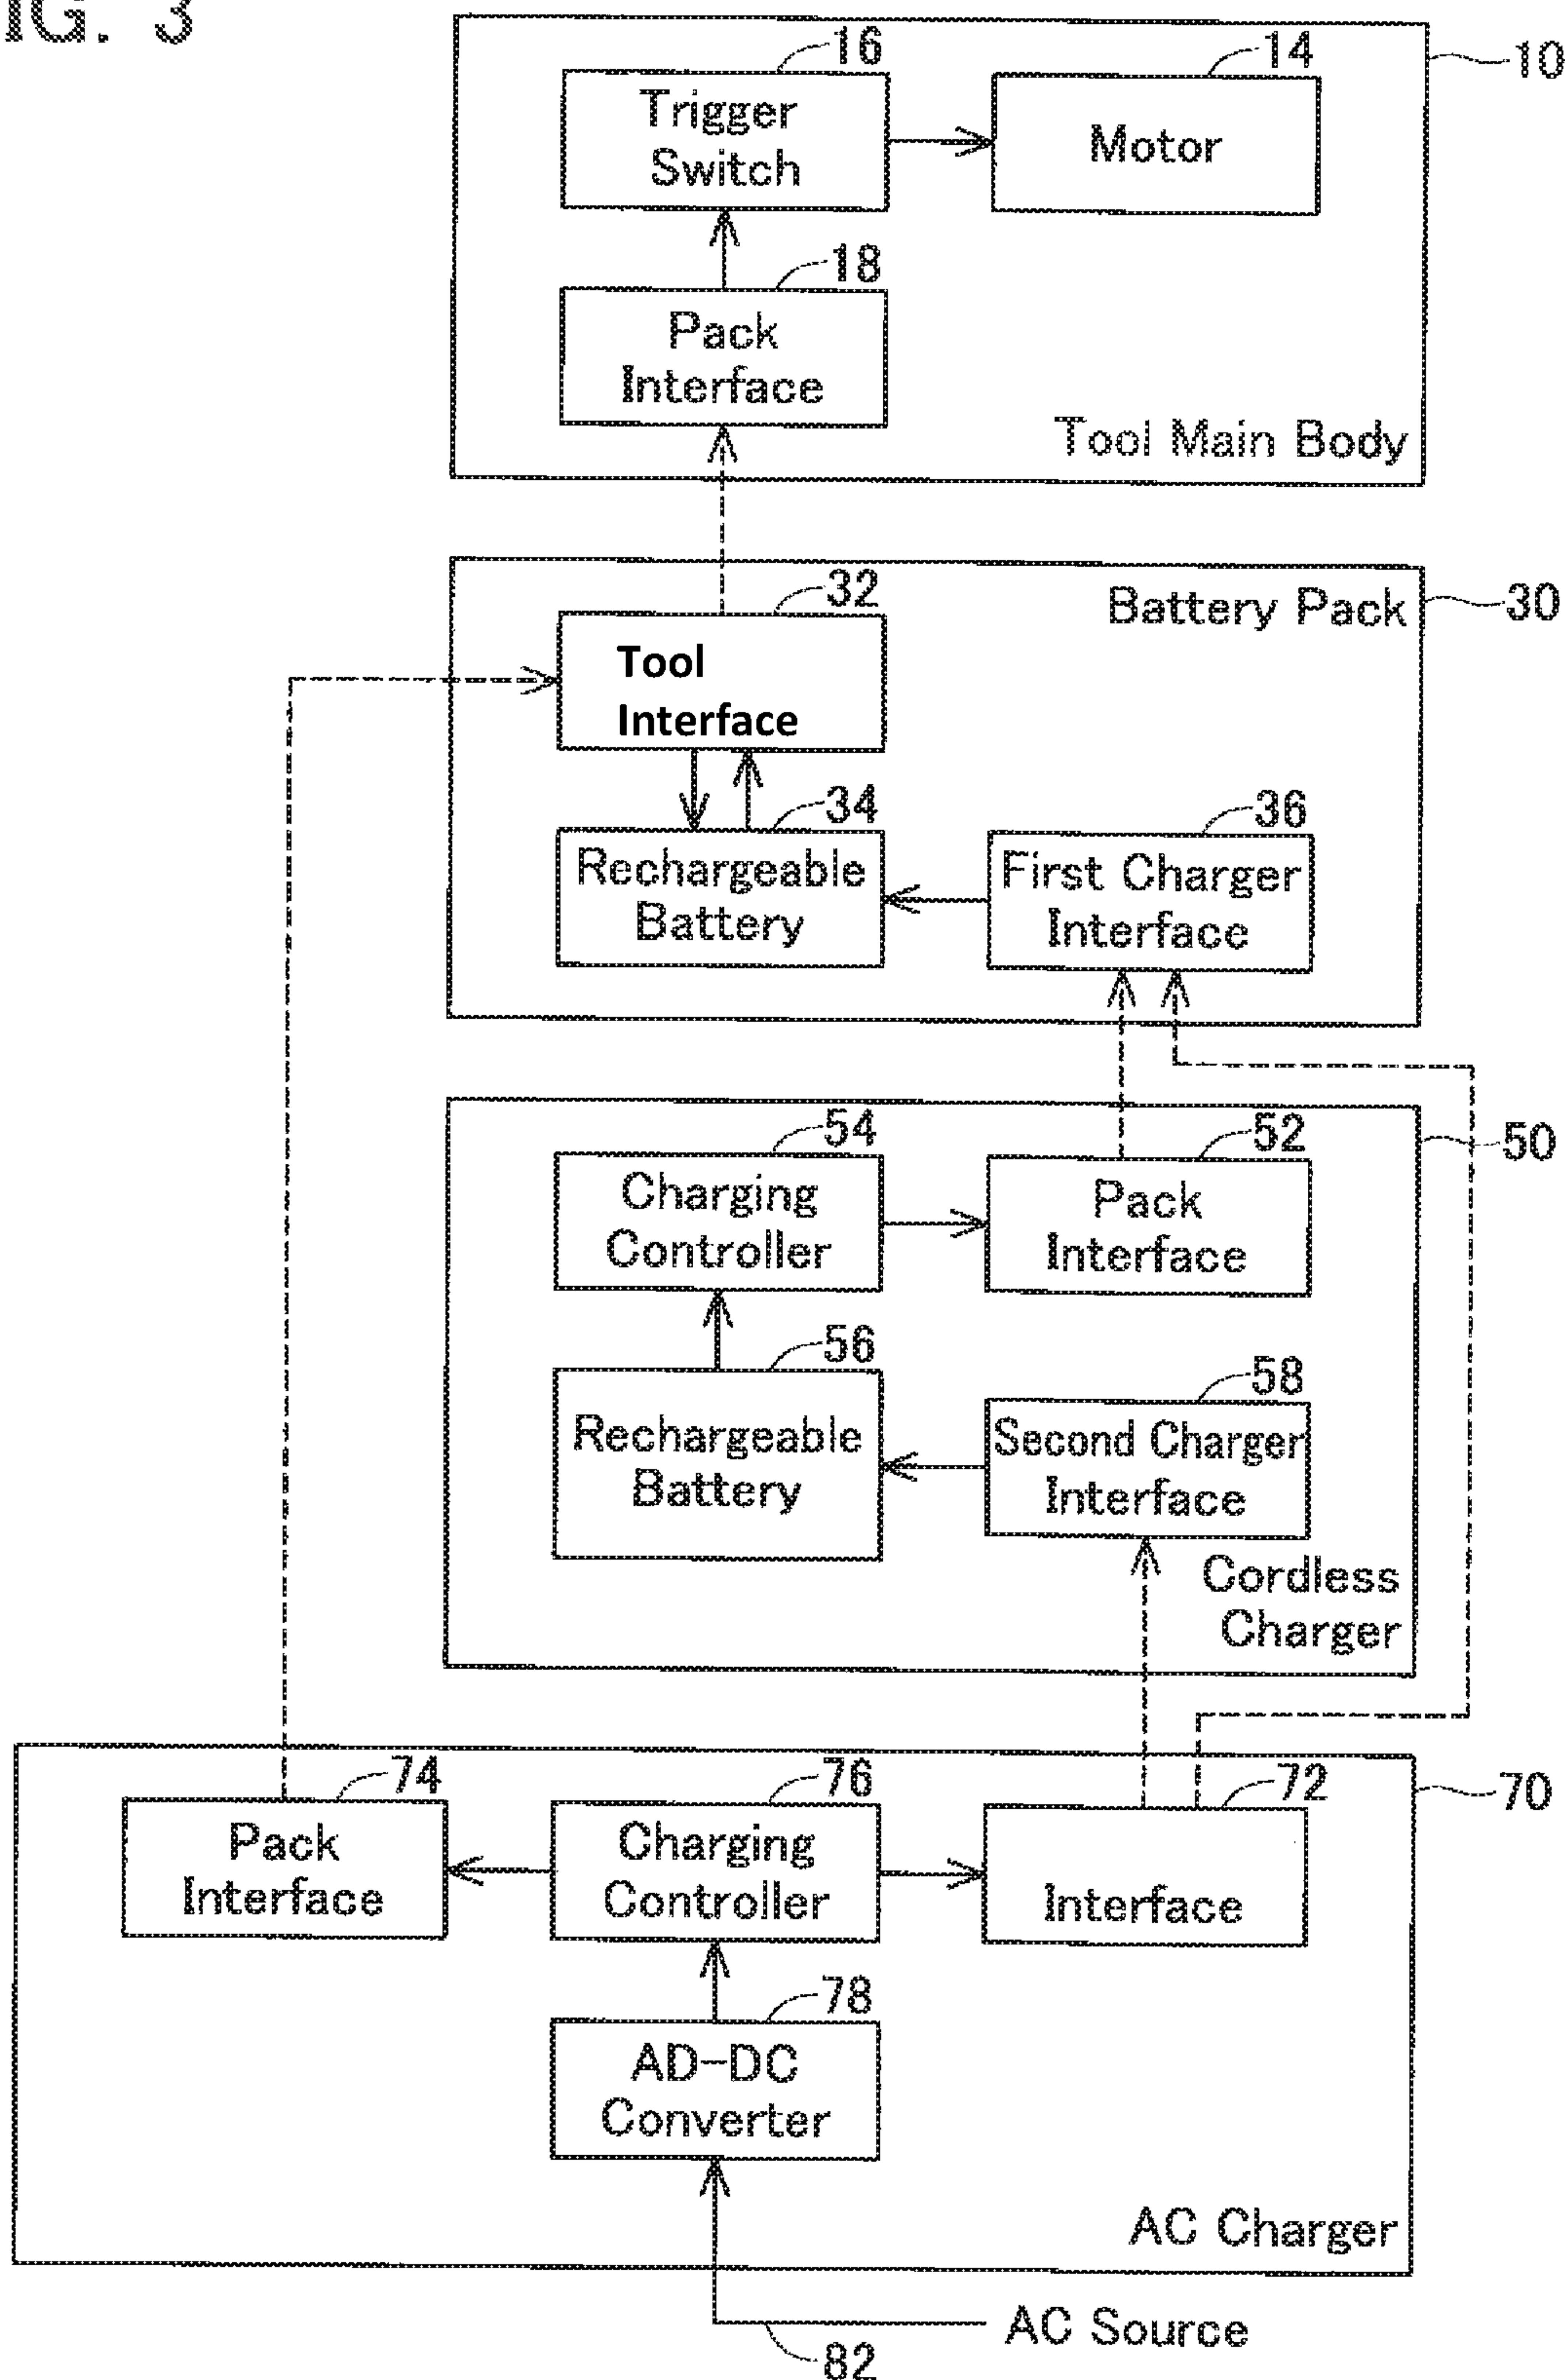 IG. 3
10
16
14
Trigger
Switch
Motor
18
Pack
Interface
Tool Main Body
Battery Pack
30
32
Tool
Interface
34
36
Rechargeable
Battery
First Charger
Interface
54
52
50
Charging
Controller
Pack
Interface
56
58
Rechargeable
Battery
Second Charger
Interface
Cordless
Charger
74
76
72
70
Pack
Interface
Charging
Controller
Interface
78
AD-DC
Converter
AC Charger
AC Source
82